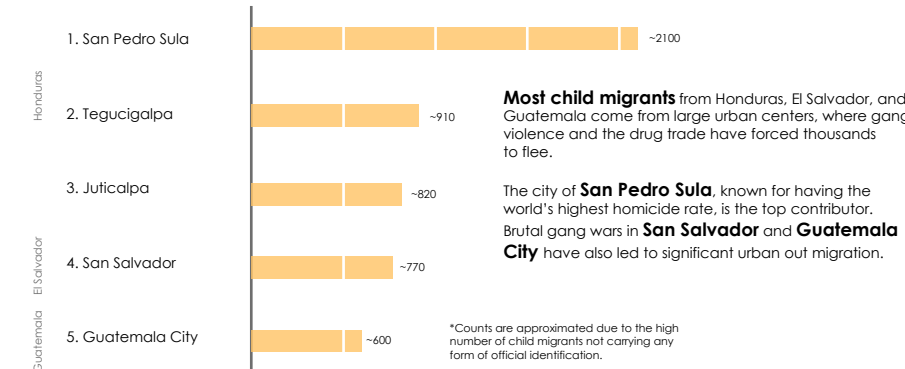 1. San Pedro Sula
~2100
Honduras
2. Tegucigalpa
~910
3. Juticalpa
~820
El Salvador
4. San Salvador
~770
Guatemala
5. Guatemala City
~600
Most child migrants from Honduras, El Salvador, and
Guatemala come from large urban centers, where gang
violence and the drug trade have forced thousands
to flee.
The city of San Pedro Sula, known for having the
world's highest homicide rate, is the top contributor.
Brutal gang wars in San Salvador and Guatemala
City have also led to significant urban out migration.
*Counts are approximated due to the high
number of child migrants not carrying any
form of official identification.